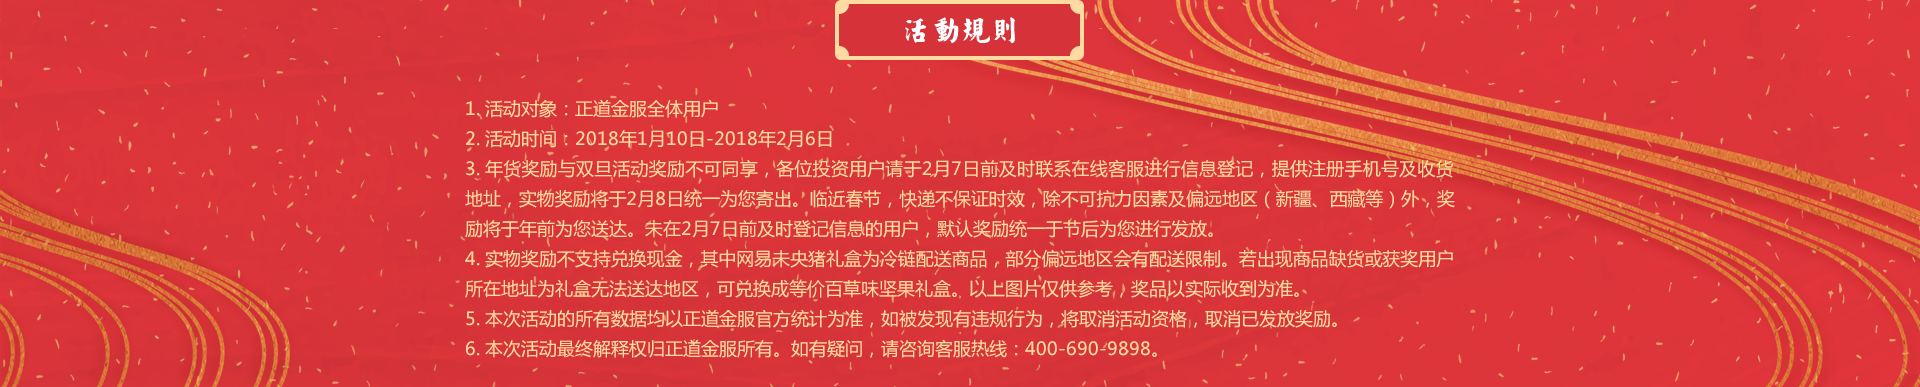 活動規則
1. 活动对象：正道金服全体用户
2. 活动时间：2018年1月10日-2018年2月6日
3. 年货奖励与双旦活动奖励不可同享，各位投资用户请于2月7日前及时联系在线客服进行信息登记，提供注册手机号及收货
地址，实物奖励将于2月8日统一为您寄出。临近春节，快递不保证时效，除不可抗力因素及偏远地区（新疆、西藏等）外，奖
励将于年前为您送达。未在2月7日前及时登记信息的用户，默认奖励统一于节后为您进行发放。
4. 实物奖励不支持兑换现金，其中网易未央猪礼盒为冷链配送商品，部分偏远地区会有配送限制。若出现商品缺货或获奖用户
所在地址为礼盒无法送达地区，可兑换成等价百草味坚果礼盒。以上图片仅供参考，奖品以实际收到为准。
5. 本次活动的所有数据均以正道金服官方统计为准，如被发现有违规行为，将取消活动资格，取消已发放奖励。
6. 本次活动最终解释权归正道金服所有。如有疑问，请咨询客服热线：400-690-9898。